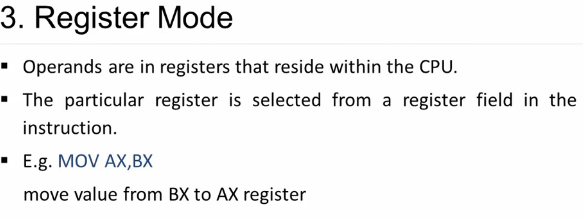 3. Register Mode
▪ Operands are in registers that reside within the CPU.
▪ The particular register is selected from a register field in the
instruction.
▪ E.g. MOV AX,BX
move value from BX to AX register